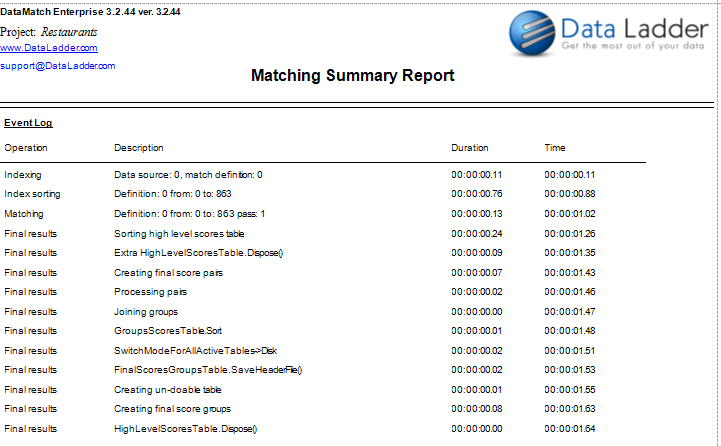 DataMatch Enterprise 3.2.44 ver. 3.2.44
Project: Restaurants
www.DataLadder.com
support@DataLadder.com
Data Ladder
Get the most out of your data
Matching Summary Report
Event Log
Operation Description Duration Time
Indexing Data source: 0, match definition: 0 00:00:00.11 00:00:00.11
Index sorting Definition: 0 from: 0 to: 863 00:00:00.76 00:00:00.88
Matching Definition: 0 from: 0 to: 863 pass: 1 00:00:00.13 00:00:01.02
Final results Sorting high level scores table 00:00:00.24 00:00:01.26
Final results Extra HighLevelScoresTable.Dispose() 00:00:00.09 00:00:01.35
Final results Creating final score pairs 00:00:00.07 00:00:01.43
Final results Processing pairs 00:00:00.02 00:00:01.46
Final results Joining groups 00:00:00.00 00:00:01.47
Final results GroupsScoresTable.Sort 00:00:00.01 00:00:01.48
Final results SwitchModeForAllActiveTables->Disk 00:00:00.02 00:00:01.51
Final results FinalScoresGroupsTable.SaveHeaderFile() 00:00:00.02 00:00:01.53
Final results Creating un-doable table 00:00:00.01 00:00:01.55
Final results Creating final score groups 00:00:00.08 00:00:01.63
Final results HighLevelScoresTable.Dispose() 00:00:00.00 00:00:01.64